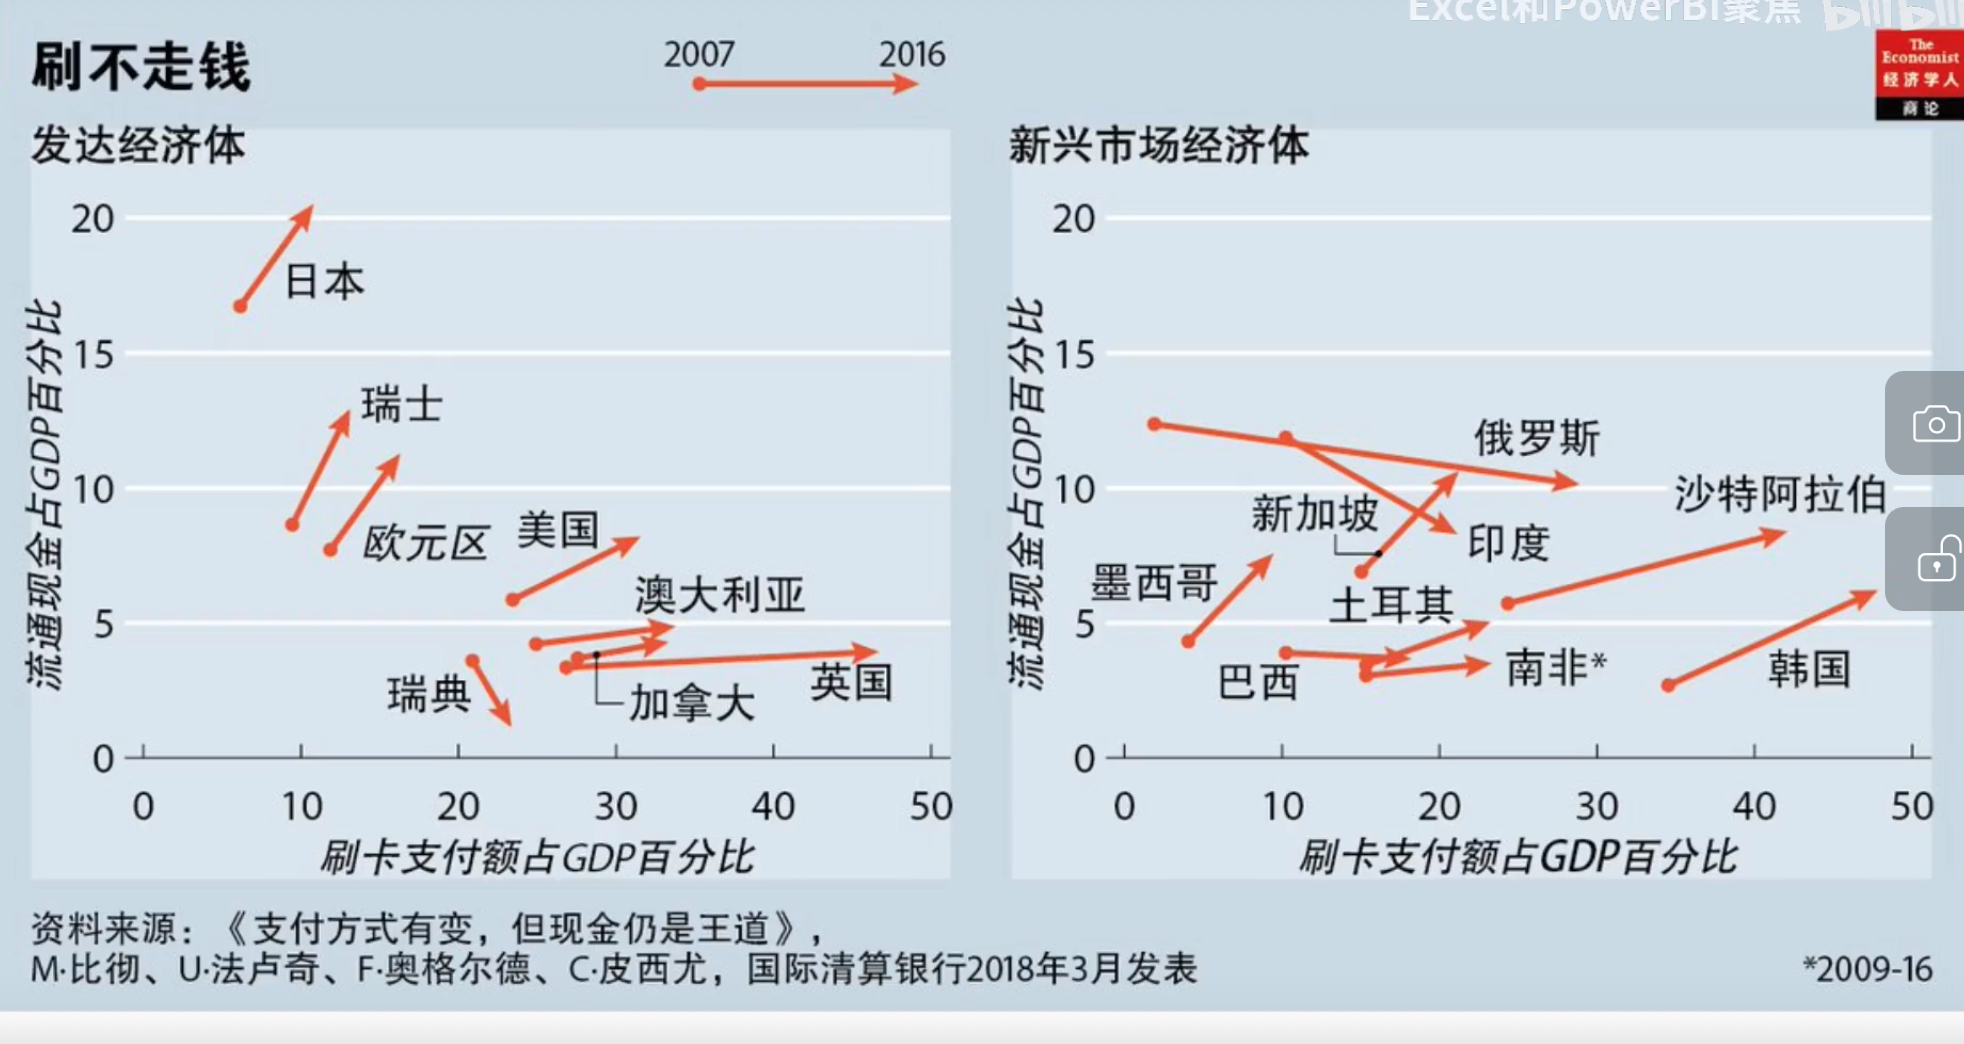 Excel和PowerBI聚焦 bilibili
刷不走钱
2007 2016
The
Economist
经济学人
商论
发达经济体
流通现金占GDP百分比
20
15
10
5
0
日本
瑞士
欧元区
美国
澳大利亚
瑞典
加拿大
英国
0 10 20 30 40 50
刷卡支付额占GDP百分比
新兴市场经济体
流通现金占GDP百分比
20
15
10
5
0
俄罗斯
沙特阿拉伯
新加坡
印度
墨西哥
土耳其
巴西
南非*
韩国
0 10 20 30 40 50
刷卡支付额占GDP百分比
资料来源：《支付方式有变，但现金仍是王道》，
M·比彻、U·法卢奇、F·奥格尔德、C·皮西尤，国际清算银行2018年3月发表
*2009-16